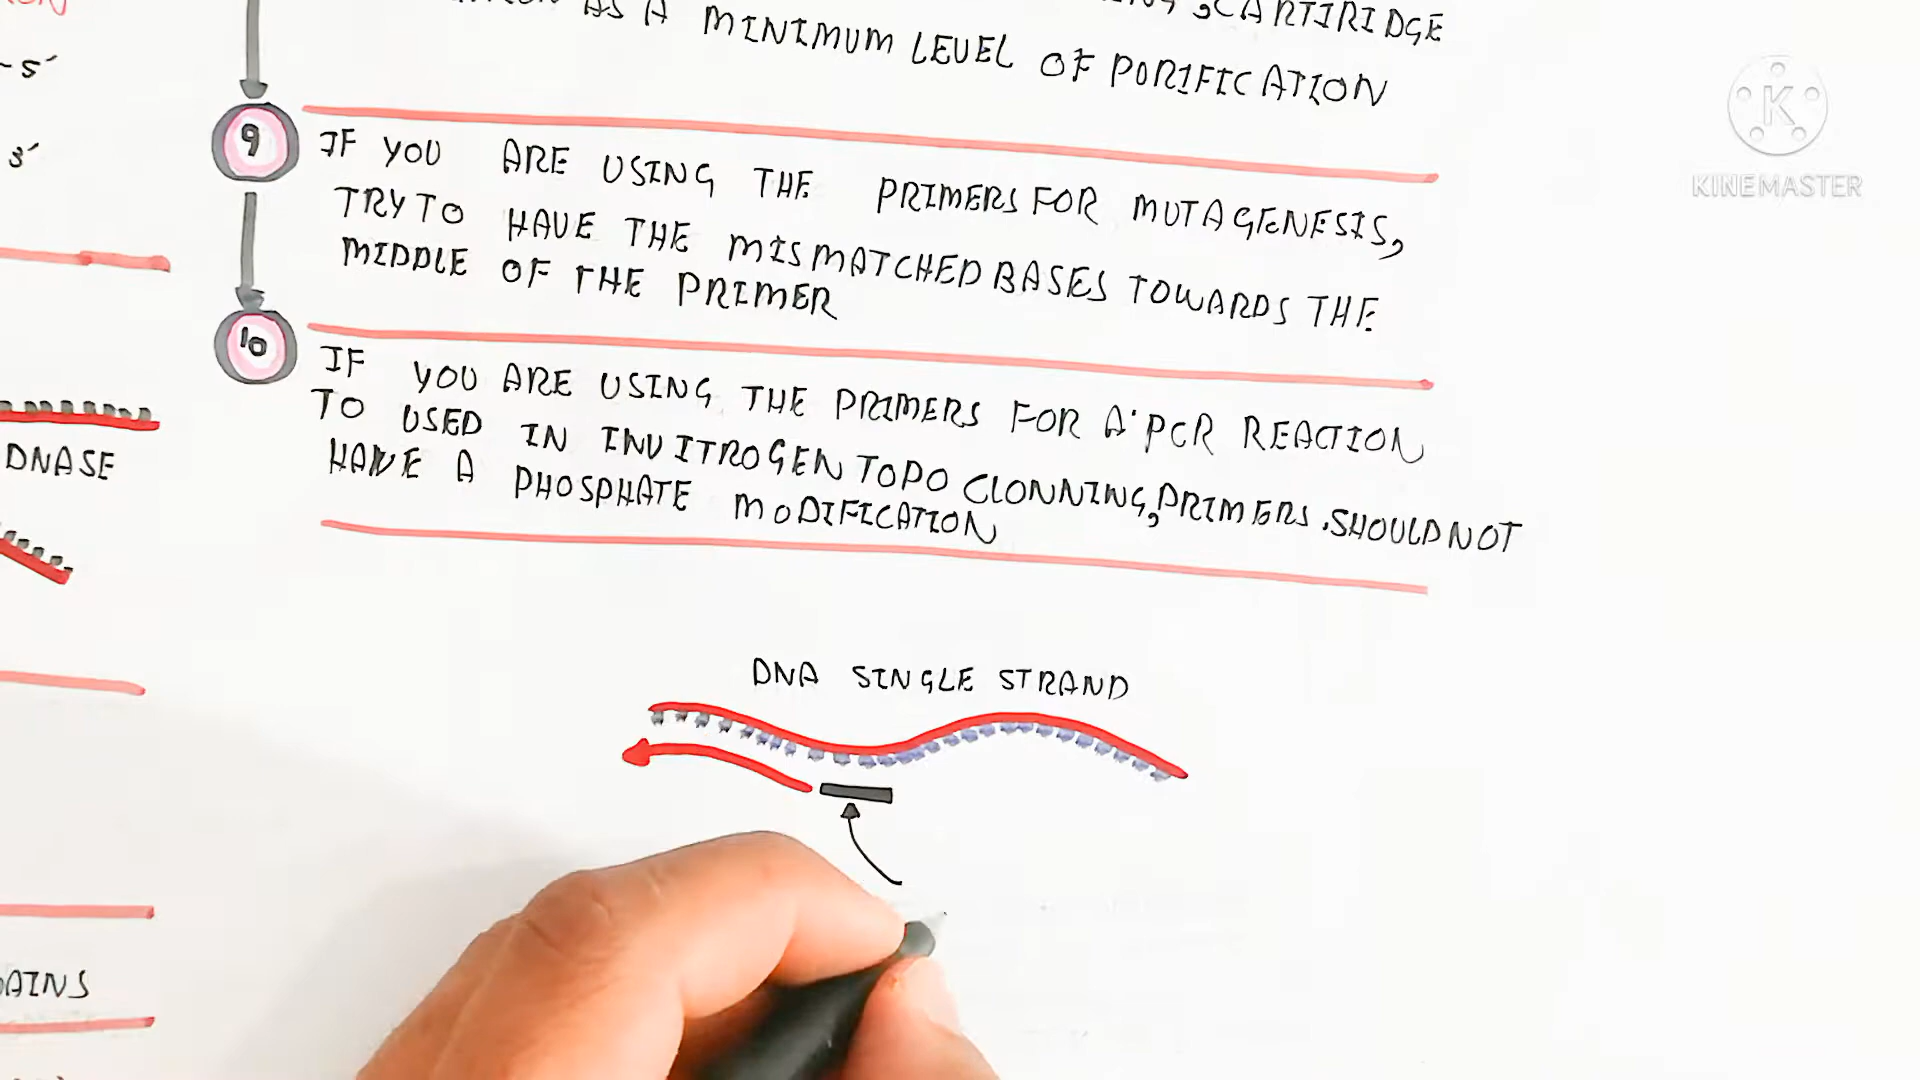 -5′
3′
DNASE
AINS
AS A MINIMUM LEVEL OF PORIFICATION
CARTIRIDGE
9
IF YOU ARE USING THE PRIMERS FOR MUTAGENESIS,
TRY TO HAVE THE MISMATCHED BASES TOWARDS THE
MIDDLE OF THE PRIMER
10
IF YOU ARE USING THE PRIMERS FOR A PCR REACTION
TO USED IN INVITROGEN TOPO CLONNING, PRIMERS SHOULD NOT
HAVE A PHOSPHATE MODIFICATION
DNA SINGLE STRAND
K
KINEMASTER